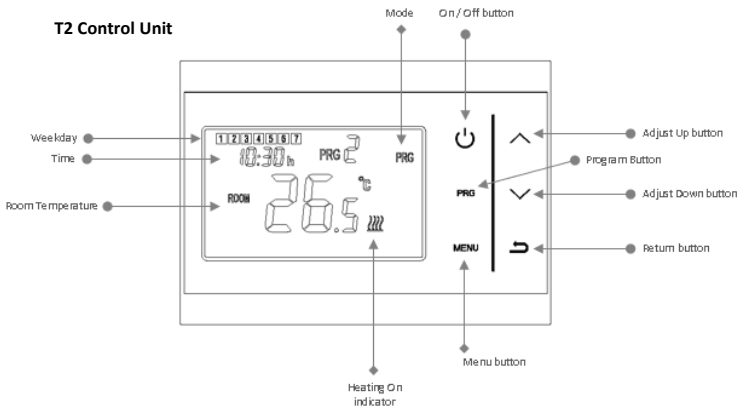 T2 Control Unit
Mode
On / Off button
Weekday
1 2 3 4 5 6 7
Time
10:30 h
PRG 2
PRG
Adjust Up button
Program Button
ROOM
26.5 °C
PRG
Adjust Down button
Room Temperature
MENU
Return button
Menu button
Heating On
indicator